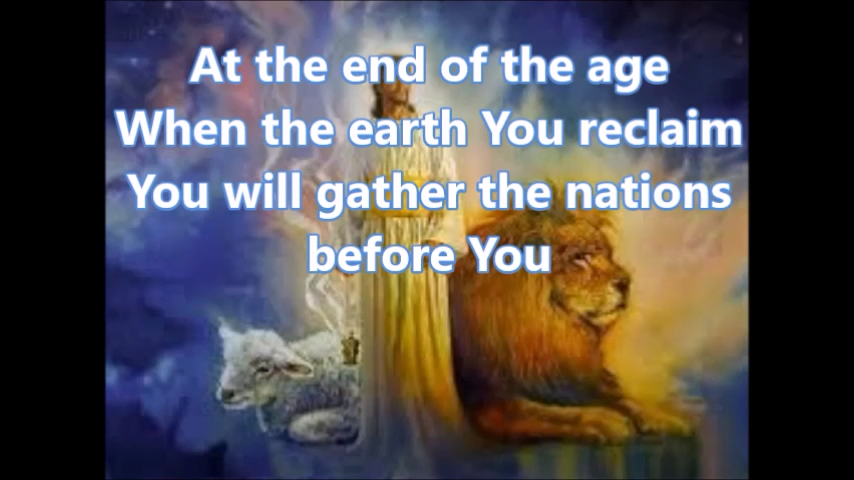 At the end of the age
When the earth You reclaim
You will gather the nations
before You